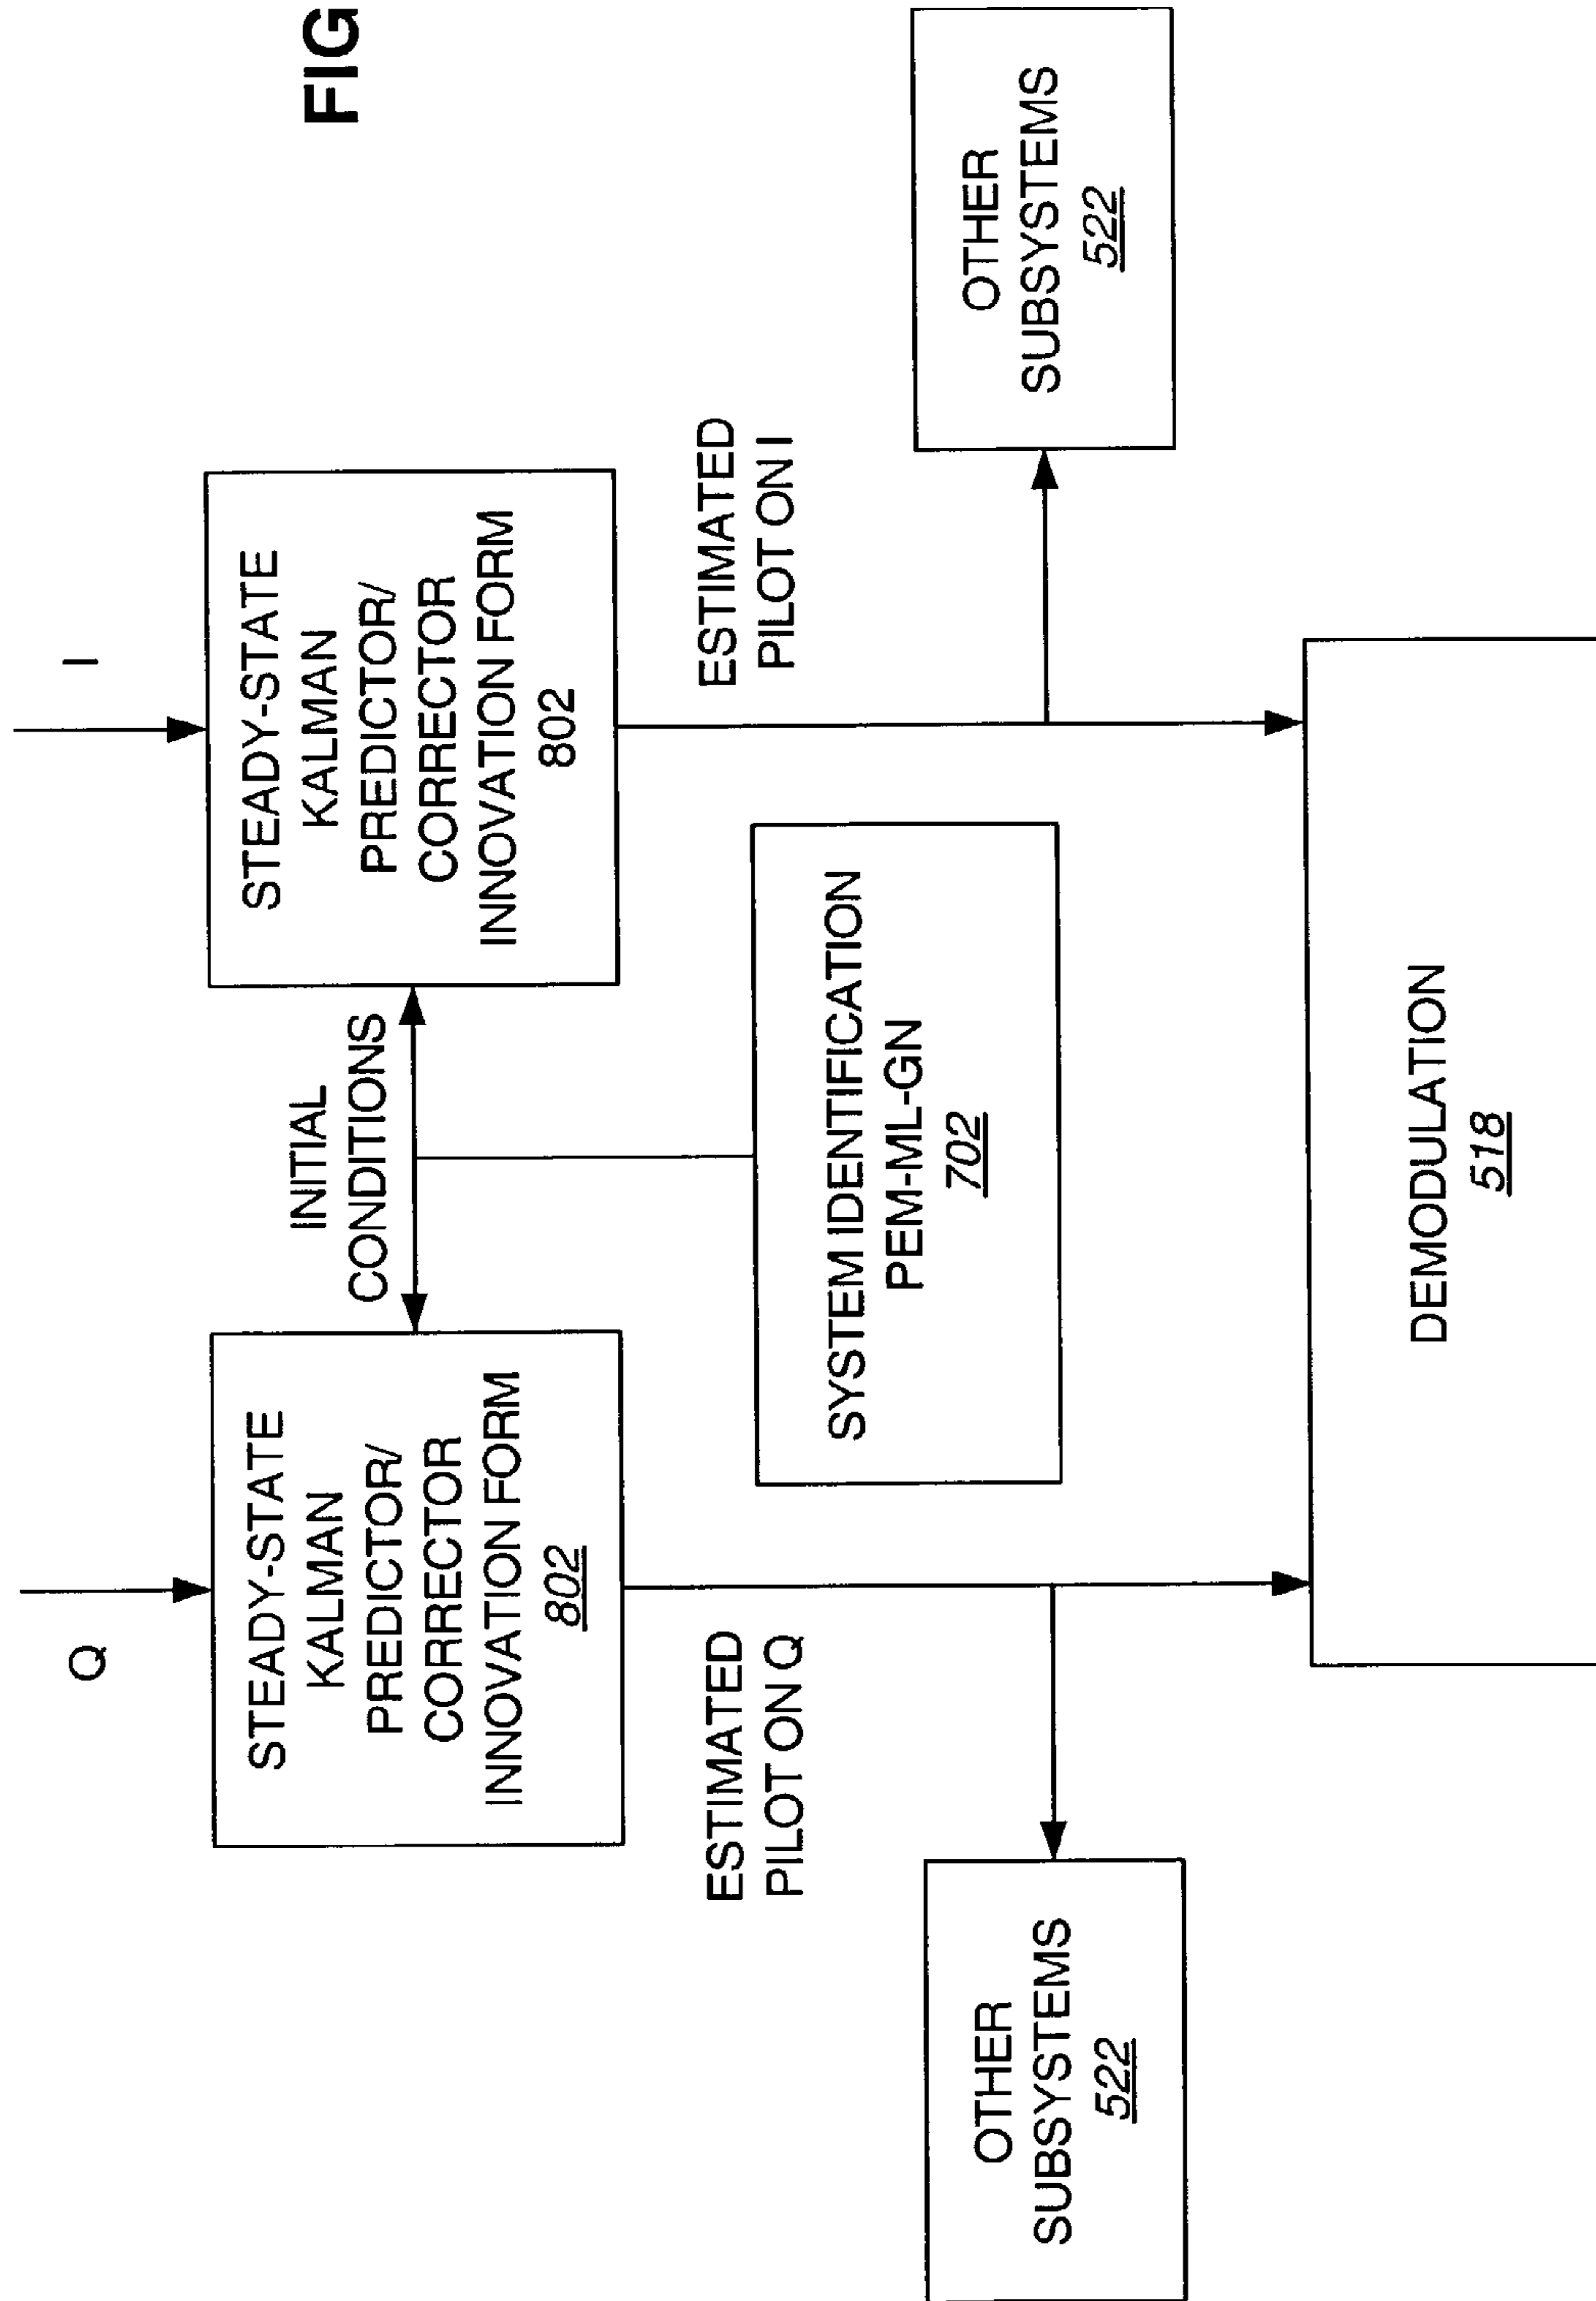 FIG
I
Q
STEADY-STATE
KALMAN
PREDICTOR/
CORRECTOR
INNOVATION FORM
802
STEADY-STATE
KALMAN
PREDICTOR/
CORRECTOR
INNOVATION FORM
802
INITIAL
CONDITIONS
ESTIMATED
PILOT ON I
ESTIMATED
PILOT ON Q
SYSTEM IDENTIFICATION
PEM-ML-GN
702
OTHER
SUBSYSTEMS
522
OTHER
SUBSYSTEMS
522
DEMODULATION
518